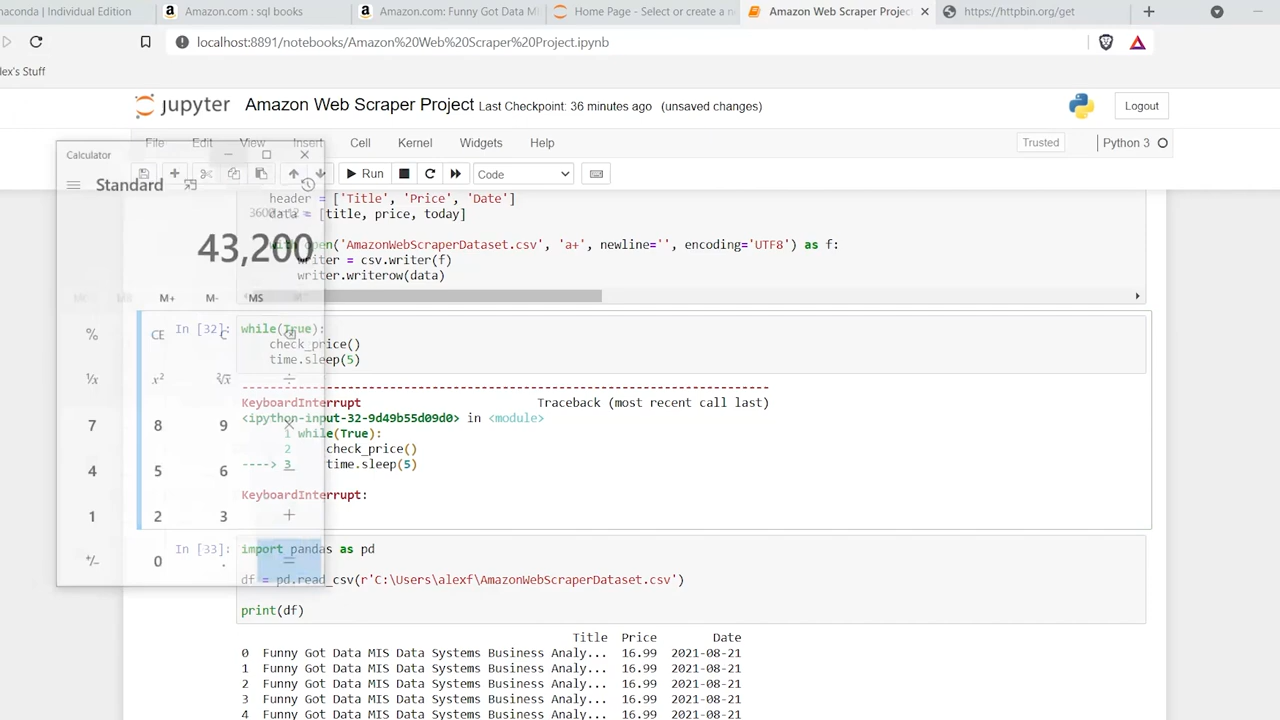 naconda | Individual Edition
Amazon.com : sql books
Amazon.com: Funny Got Data M
Home Page - Select or create a n
Amazon Web Scraper Project
https://httpbin.org/get
localhost:8891/notebooks/Amazon%20Web%20Scraper%20Project.ipynb
lex's Stuff
jupyter Amazon Web Scraper Project Last Checkpoint: 36 minutes ago (unsaved changes)
Logout
File Edit View Insert Cell Kernel Widgets Help
Trusted
Python 3
Run
Code
Calculator
Standard
3600 × 12 =
43,200
M+ M- MS
% CE C
¹/x x² ²√x ÷
7 8 9 ×
4 5 6
1 2 3 +
+/- 0 . =
header = ['Title', 'Price', 'Date']
data = [title, price, today]
with open('AmazonWebScraperDataset.csv', 'a+', newline='', encoding='UTF8') as f:
writer = csv.writer(f)
writer.writerow(data)
In [32]: while(True):
check_price()
time.sleep(5)
---------------------------------------------------------------------------
KeyboardInterrupt Traceback (most recent call last)
<ipython-input-32-9d49b55d09d0> in <module>
1 while(True):
2 check_price()
----> 3 time.sleep(5)
KeyboardInterrupt:
In [33]: import pandas as pd
df = pd.read_csv(r'C:\Users\alexf\AmazonWebScraperDataset.csv')
print(df)
Title Price Date
0 Funny Got Data MIS Data Systems Business Analy... 16.99 2021-08-21
1 Funny Got Data MIS Data Systems Business Analy... 16.99 2021-08-21
2 Funny Got Data MIS Data Systems Business Analy... 16.99 2021-08-21
3 Funny Got Data MIS Data Systems Business Analy... 16.99 2021-08-21
4 Funny Got Data MIS Data Systems Business Analy... 16.99 2021-08-21